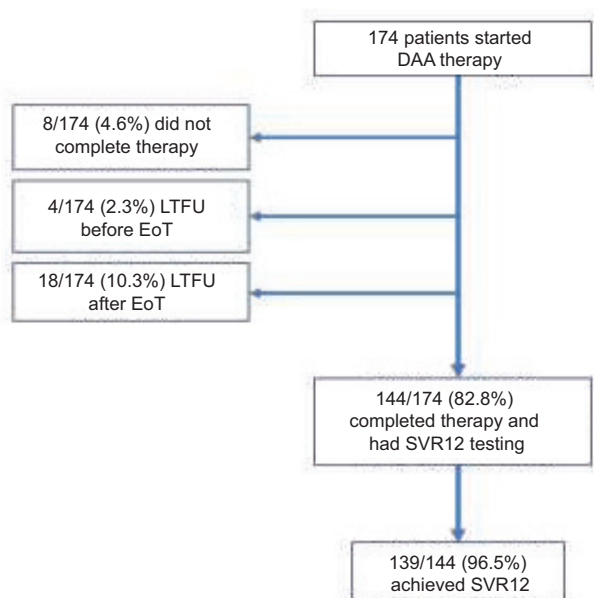 174 patients started
DAA therapy
8/174 (4.6%) did not
complete therapy
4/174 (2.3%) LTFU
before EoT
18/174 (10.3%) LTFU
after EoT
144/174 (82.8%)
completed therapy and
had SVR12 testing
139/144 (96.5%)
achieved SVR12